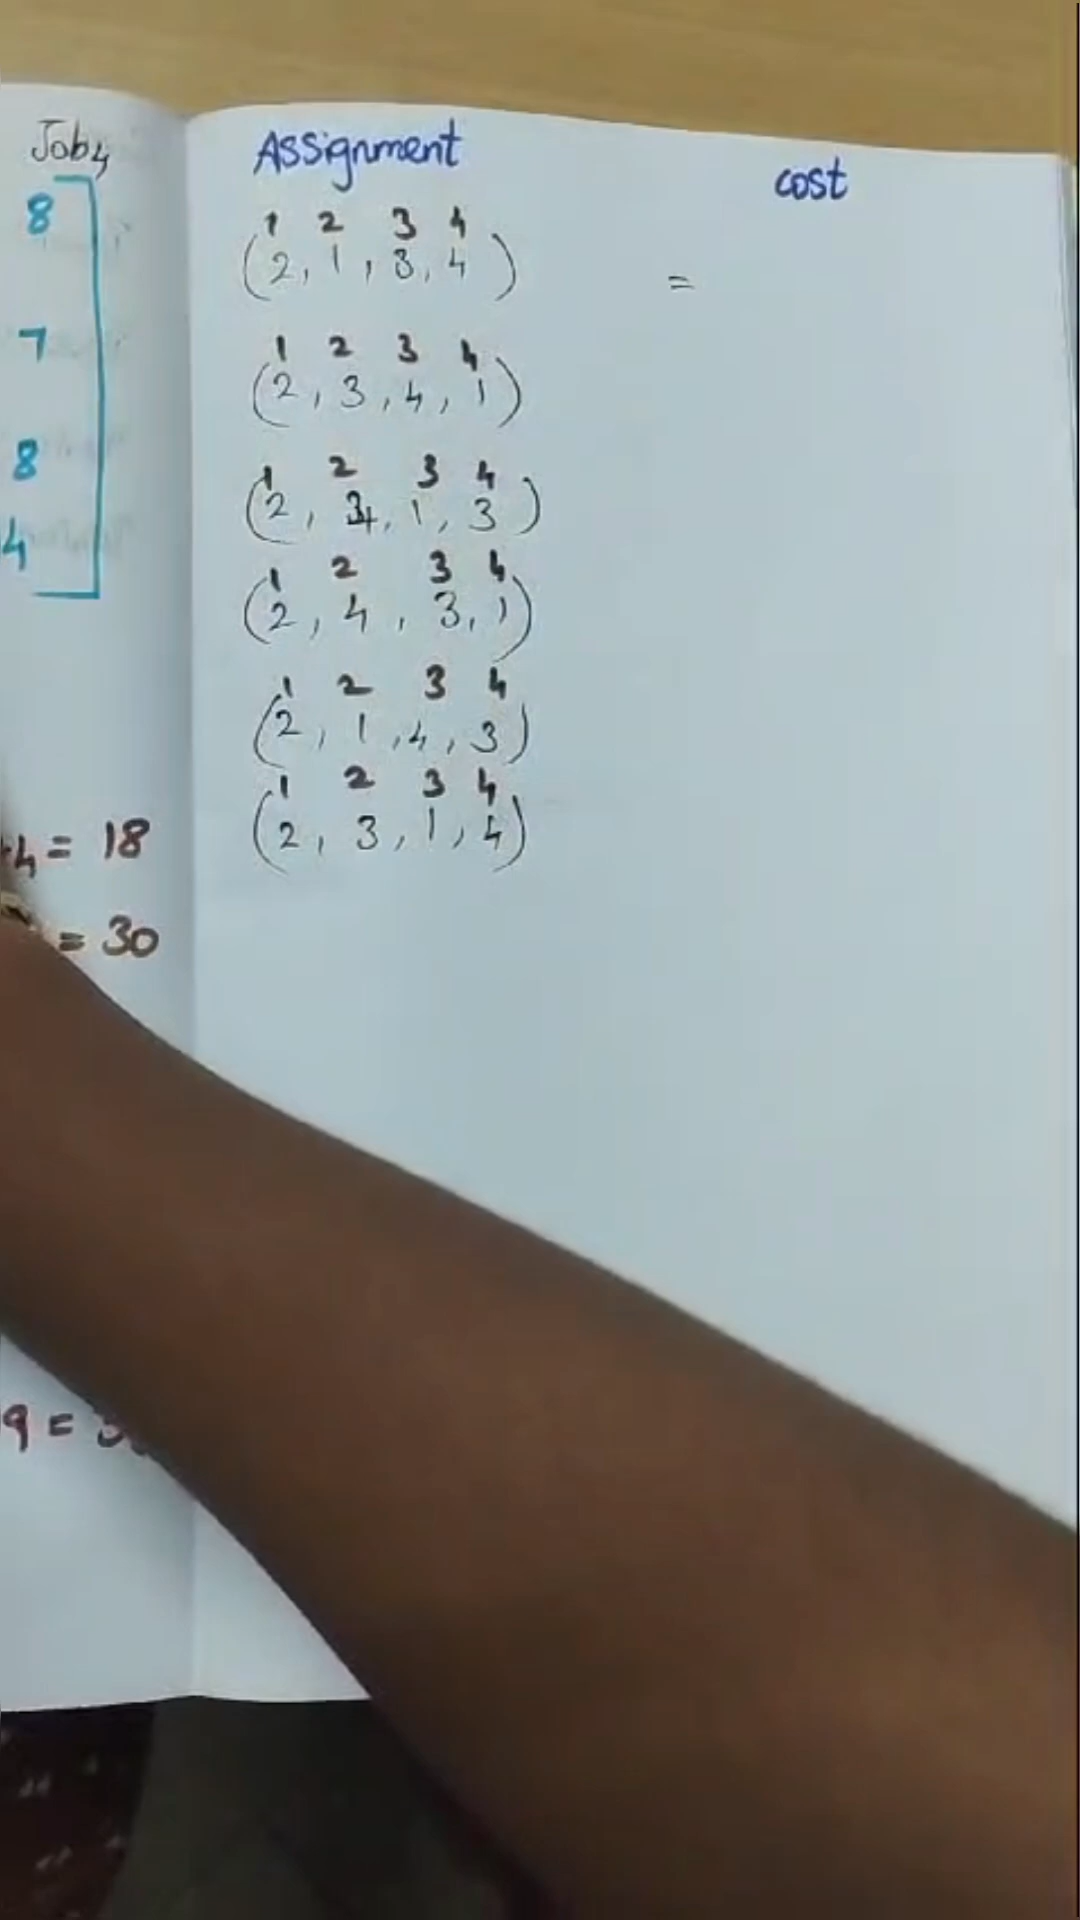 Job4
8
7
8
4
+4 = 18
= 30
9 =
Assignment cost
1 2 3 4
(2, 1, 3, 4) =
1 2 3 4
(2, 3, 4, 1)
1 2 3 4
(2, 4, 1, 3)
1 2 3 4
(2, 4, 3, 1)
1 2 3 4
(2, 1, 4, 3)
1 2 3 4
(2, 3, 1, 4)